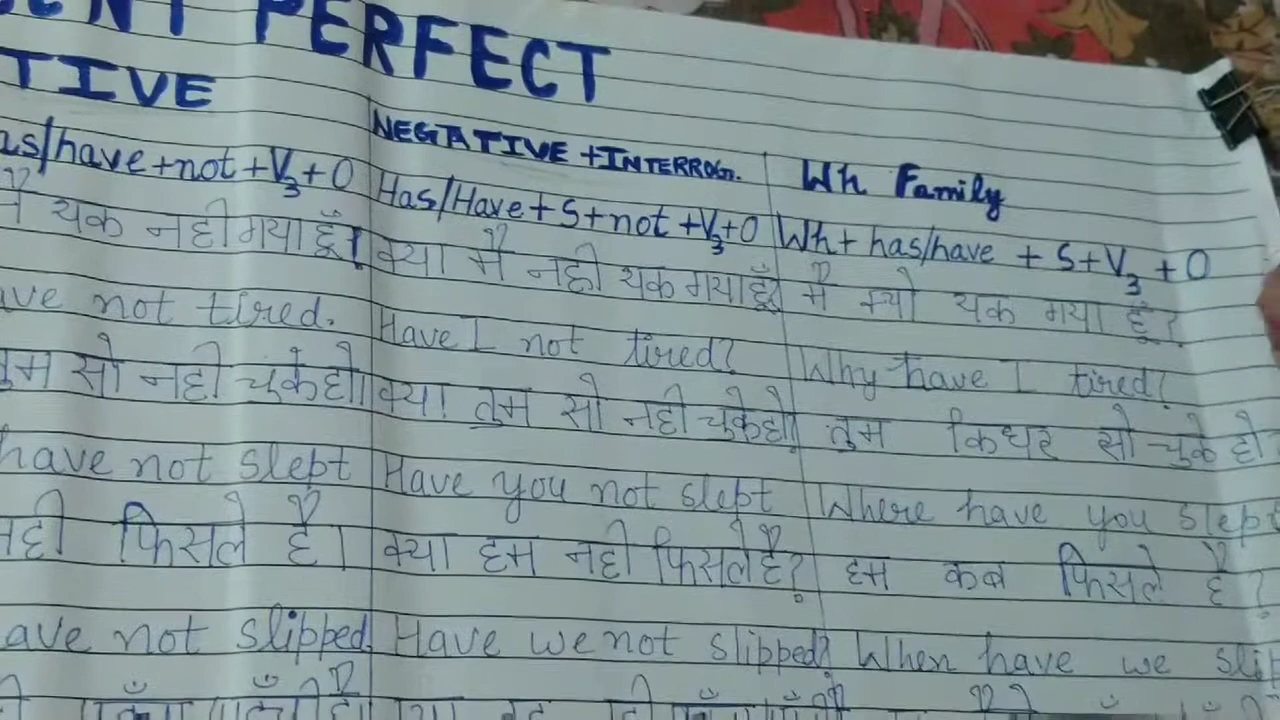 PERFECT
TIVE
NEGATIVE +INTERROG.
Wh Family
has/have+not+V3+O
Has/Have+S+not+V3+O
Wh+ has/have + S+V3 +O
मैं थक नही गया हूँ।
क्या मैं नही थक गया हूँ?
मैं क्यो थक गया हूँ?
have not tired.
Have I not tired?
Why have I tired?
तुम सो नही चुके हो।
क्या तुम सो नही चुके हो
तुम किधर सो चुके हो
have not slept
Have you not slept
Where have you slept
नही फिसले है।
क्या हम नही फिसले है?
हम कब फिसले है?
have not slipped
Have we not slipped?
When have we slip